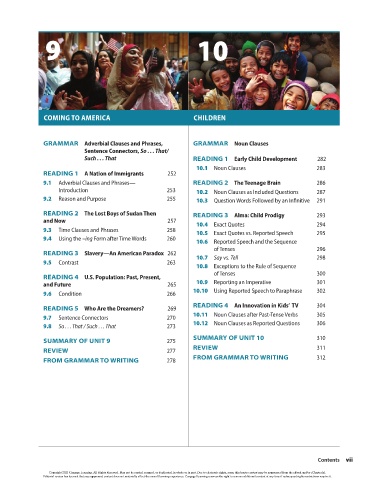 9
COMING TO AMERICA
GRAMMAR Adverbial Clauses and Phrases,
Sentence Connectors, So . . . That/
Such . . . That
READING 1 A Nation of Immigrants 252
9.1 Adverbial Clauses and Phrases—
Introduction 253
9.2 Reason and Purpose 255
READING 2 The Lost Boys of Sudan Then
and Now 257
9.3 Time Clauses and Phrases 258
9.4 Using the -ing Form after Time Words 260
READING 3 Slavery—An American Paradox 262
9.5 Contrast 263
READING 4 U.S. Population: Past, Present,
and Future 265
9.6 Condition 266
READING 5 Who Are the Dreamers? 269
9.7 Sentence Connectors 270
9.8 So . . . That / Such . . . That 273
SUMMARY OF UNIT 9 275
REVIEW 277
FROM GRAMMAR TO WRITING 278
10
CHILDREN
GRAMMAR Noun Clauses
READING 1 Early Child Development 282
10.1 Noun Clauses 283
READING 2 The Teenage Brain 286
10.2 Noun Clauses as Included Questions 287
10.3 Question Words Followed by an Infinitive 291
READING 3 Alma: Child Prodigy 293
10.4 Exact Quotes 294
10.5 Exact Quotes vs. Reported Speech 295
10.6 Reported Speech and the Sequence
of Tenses 296
10.7 Say vs. Tell 298
10.8 Exceptions to the Rule of Sequence
of Tenses 300
10.9 Reporting an Imperative 301
10.10 Using Reported Speech to Paraphrase 302
READING 4 An Innovation in Kids' TV 304
10.11 Noun Clauses after Past-Tense Verbs 305
10.12 Noun Clauses as Reported Questions 306
SUMMARY OF UNIT 10 310
REVIEW 311
FROM GRAMMAR TO WRITING 312
Contents vii